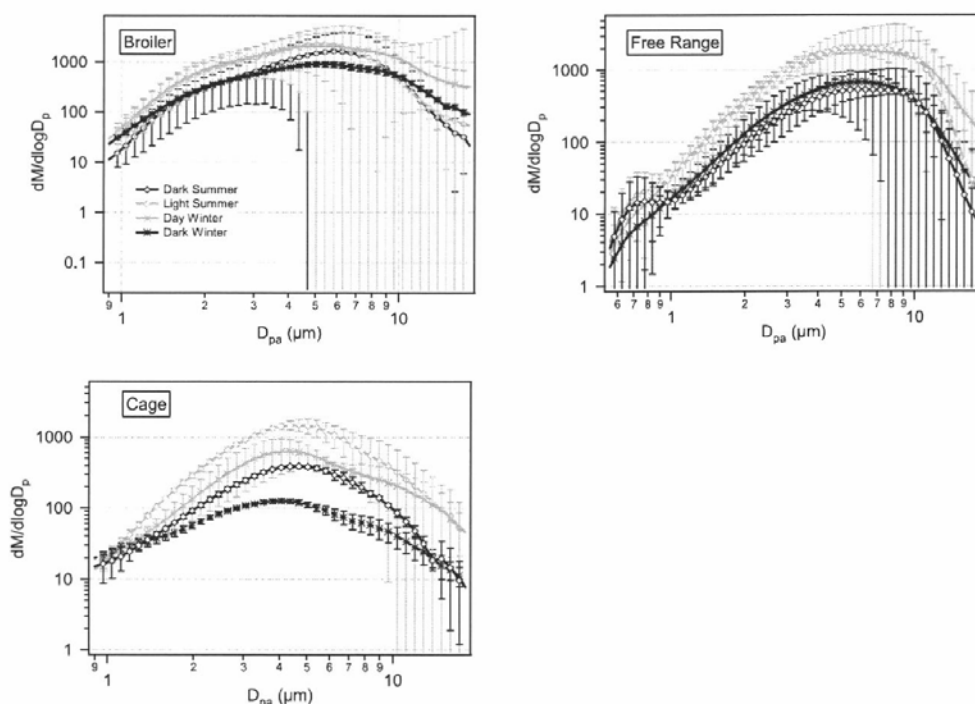 Broiler
dM/dlogDp
1000
100
10
1
0.1
Dark Summer
Light Summer
Day Winter
Dark Winter
9 2 3 4 5 6 7 8 9
1 10
Dpa (µm)
Free Range
dM/dlogDp
1000
100
10
1
6 7 8 9 2 3 4 5 6 7 8 9
1 10
Dpa (µm)
Cage
dM/dlogDp
1000
100
10
1
9 2 3 4 5 6 7 8 9
1 10
Dpa (µm)